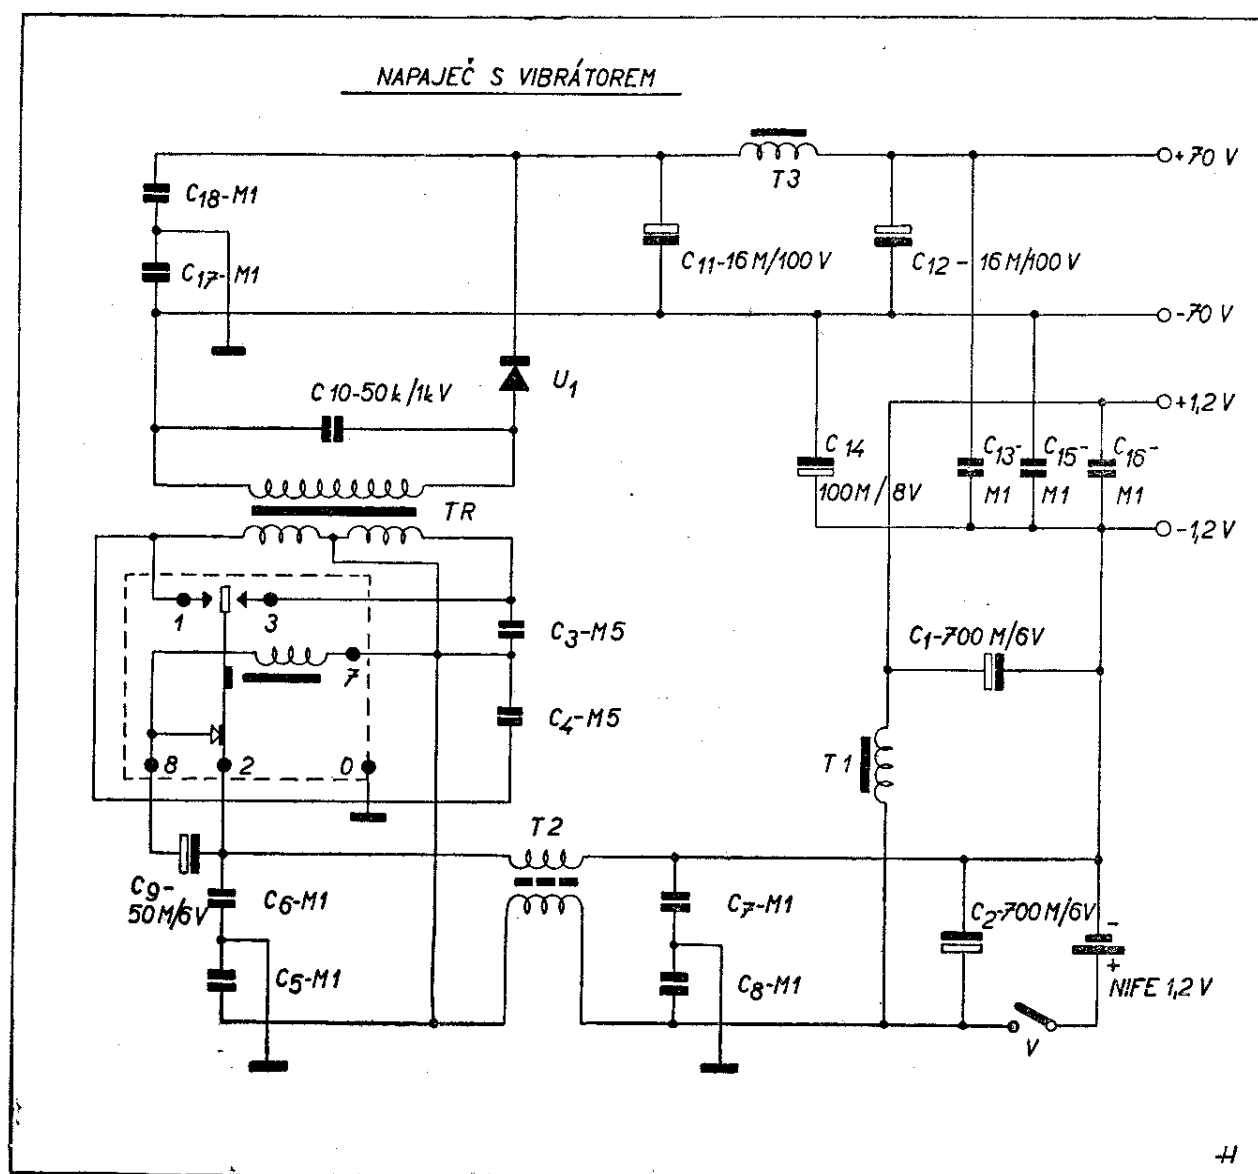 NAPAJEČ S VIBRÁTOREM
+70 V
T3
C18-M1
C11-16M/100V
C12-16M/100V
C17-M1
-70 V
U1
C10-50k/1kV
+1,2 V
C14
100M/8V
C13-
M1
C15-
M1
C16-
M1
TR
-1,2V
1
3
C3-M5
C1-700M/6V
7
C4-M5
8
2
0
T1
T2
C9-
50M/6V
C6-M1
C7-M1
C2-700M/6V
-
+
NIFE 1,2 V
C5-M1
C8-M1
V
-H